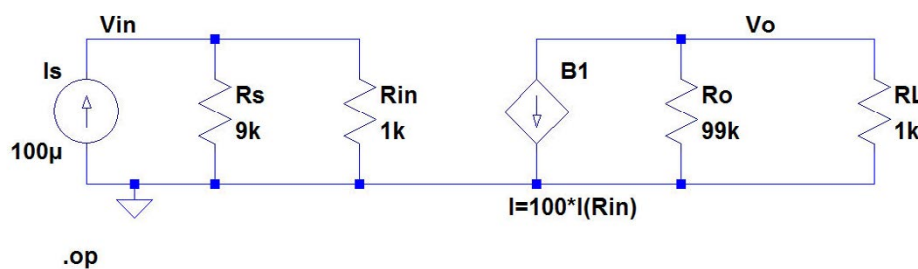 Vin
Vo
Is
B1
Rs
Rin
Ro
RL
9k
1k
99k
1k
100µ
I=100*I(Rin)
.op